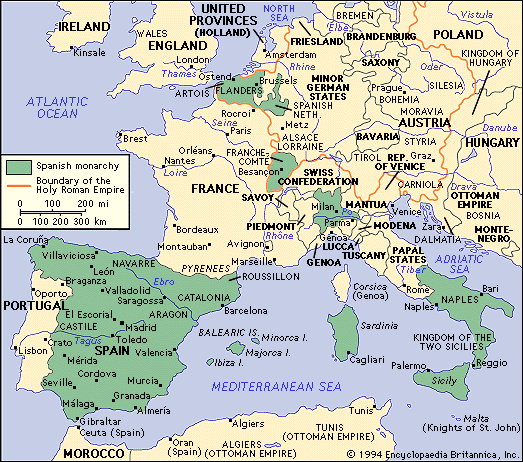 IRELAND
Kinsale
WALES
ENGLAND
London
Thames
UNITED
PROVINCES
(HOLLAND)
NORTH
SEA
Amsterdam
Rhine
FRIESLAND
BREMEN
Elbe
BRANDENBURG
POLAND
Vistula
SAXONY
Oder
KINGDOM OF
HUNGARY
SILESIA
Ostend
Brussels
FLANDERS
ARTOIS
SPANISH
NETH.
MINOR
GERMAN
STATES
Prague
BOHEMIA
MORAVIA
AUSTRIA
Rocroi
Metz
Seine
Paris
ALSACE
LORRAINE
BAVARIA
STYRIA
HUNGARY
Danube
ATLANTIC
OCEAN
Brest
Orléans
Nantes
Loire
FRANCHE-
COMTÉ
Besançon
SWISS
CONFEDERATION
TIROL
REP.
OF VENICE
Graz
CARNIOLA
Drava
Spanish monarchy
Boundary of the
Holy Roman Empire
0 100 200 mi
0 100 200 300 km
FRANCE
SAVOY
PIEDMONT
Milan
Po
Parma
MANTUA
Venice
MODENA
OTTOMAN
EMPIRE
BOSNIA
Zara
DALMATIA
MONTE-
NEGRO
Bordeaux
Montauban
Avignon
Rhône
Genoa
GENOA
LUCCA
TUSCANY
PAPAL
STATES
Tiber
ADRIATIC
SEA
La Coruña
Villaviciosa
NAVARRE
PYRENEES
Marseille
ROUSSILLON
León
Braganza
Ebro
Valladolid
Saragossa
CATALONIA
ARAGON
Barcelona
Corsica
(Genoa)
Rome
Naples
NAPLES
Bari
PORTUGAL
Oporto
El Escorial
CASTILE
Madrid
Crato
Tagus
Toledo
SPAIN
Lisbon
Mérida
Valencia
BALEARIC IS.
Minorca I.
Majorca I.
Ibiza I.
Sardinia
Cagliari
KINGDOM OF
THE TWO SICILIES
Palermo
Reggio
Sicily
Cordova
Seville
Murcia
Granada
Málaga
Almería
Gibraltar
Ceuta (Spain)
MEDITERRANEAN SEA
MOROCCO
Oran
(Spain)
Algiers
ALGIERS
(OTTOMAN EMPIRE)
Tunis
TUNIS
(OTTOMAN EMPIRE)
Malta
(Knights of St. John)
© 1994 Encyclopaedia Britannica, Inc.